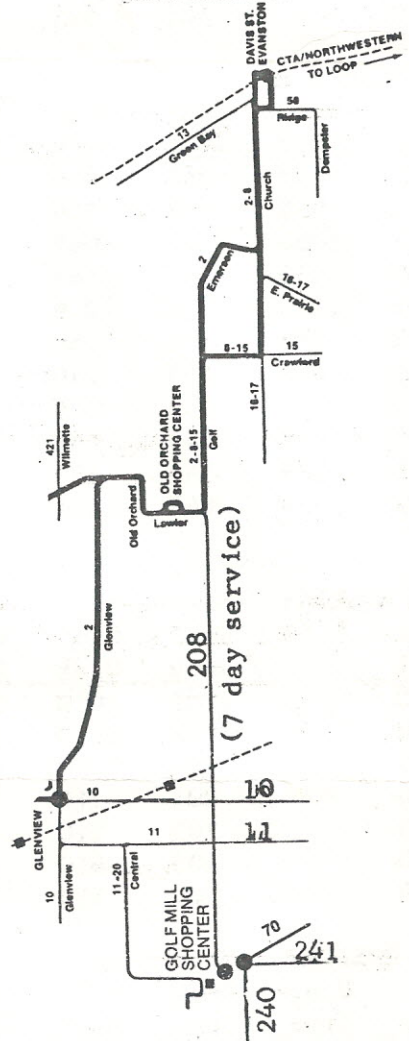 DAVIS ST.
EVANSTON
CTA/NORTHWESTERN
TO LOOP
13
Green Bay
58
Ridge
Dempster
2-8
Church
2
Emerson
16-17
E. Prairie
8-15
15
Crawford
16-17
421
Wilmette
OLD ORCHARD
SHOPPING CENTER
2-8-15
Golf
Old Orchard
Lawler
2
Glenview
208
(7 day service)
GLENVIEW
10
10
11
11
10
Glenview
11-20
Central
GOLF MILL
SHOPPING
CENTER
70
241
240